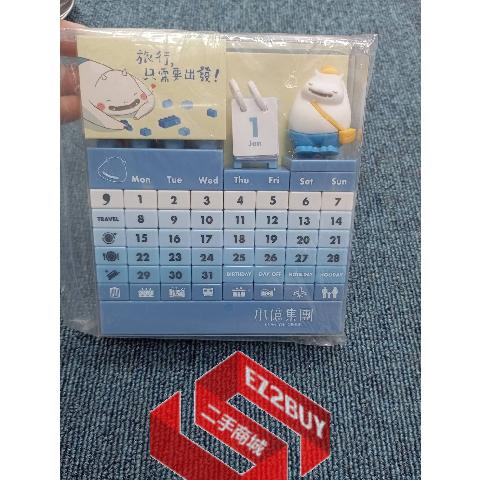 旅行,
只需要出發!
1
Jan
Mon Tue Wed Thu Fri Sat Sun
9 1 2 3 4 5 6 7
TRAVEL 8 9 10 11 12 13 14
15 16 17 18 19 20 21
22 23 24 25 26 27 28
29 30 31 BIRTHDAY DAY OFF HOLIDAY
小億集團
EZ2BUY
二手商城